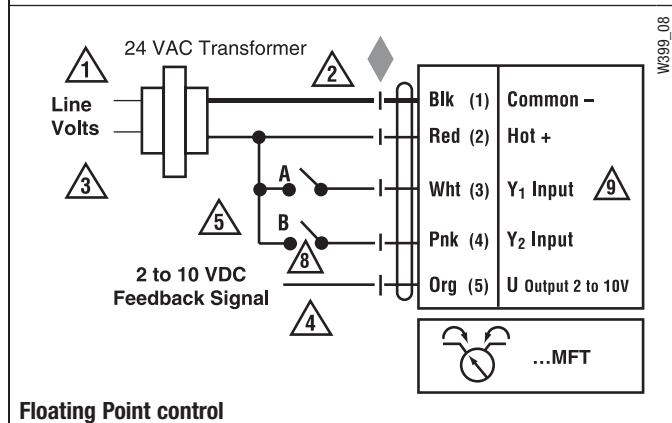 W399_08
24 VAC Transformer
1
2
Line
Volts
3
Blk (1) Common –
Red (2) Hot +
A
Wht (3) Y1 Input
9
5
B
Pnk (4) Y2 Input
8
2 to 10 VDC
Feedback Signal
Org (5) U Output 2 to 10V
4
...MFT
Floating Point control